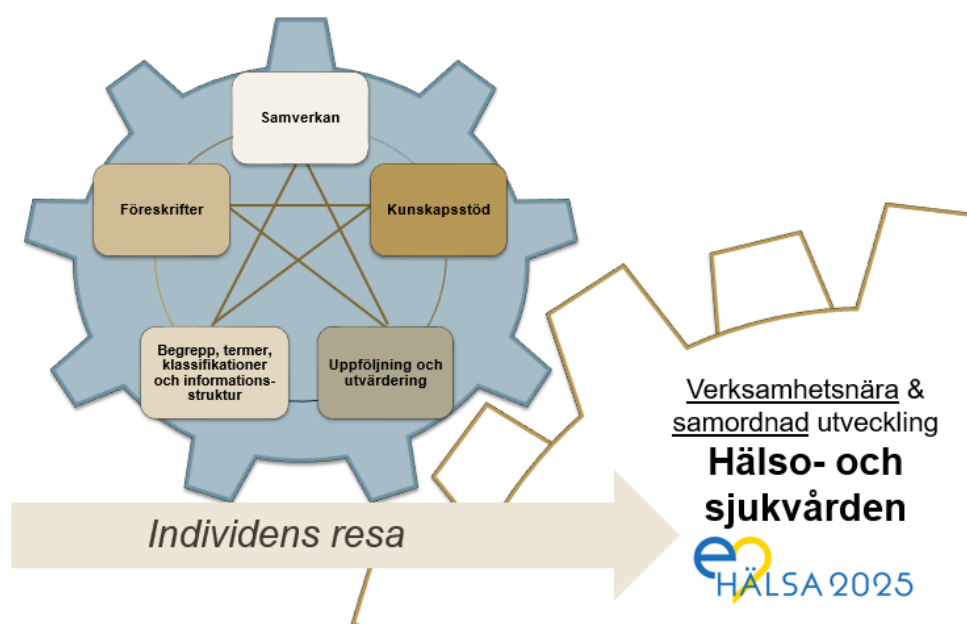 Samverkan
Föreskrifter
Kunskapsstöd
Begrepp, termer,
klassifikationer
och informations-
struktur
Uppföljning och
utvärdering
Verksamhetsnära &
samordnad utveckling
Hälso- och
sjukvården
Individens resa
eHÄLSA 2025